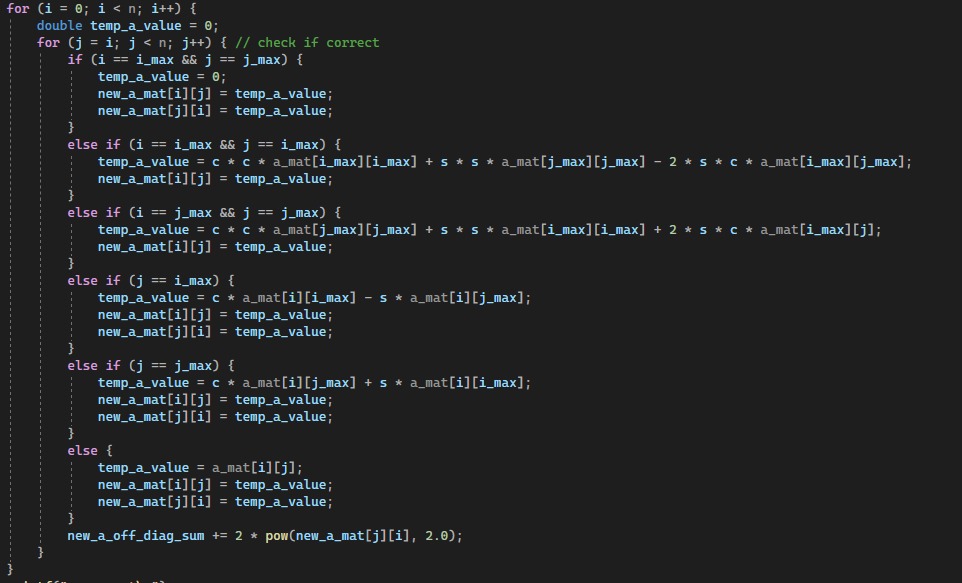 for (i = 0; i < n; i++) {
double temp_a_value = 0;
for (j = i; j < n; j++) { // check if correct
if (i == i_max && j == j_max) {
temp_a_value = 0;
new_a_mat[i][j] = temp_a_value;
new_a_mat[j][i] = temp_a_value;
}
else if (i == i_max && j == i_max) {
temp_a_value = c * c * a_mat[i_max][i_max] + s * s * a_mat[j_max][j_max] - 2 * s * c * a_mat[i_max][j_max];
new_a_mat[i][j] = temp_a_value;
}
else if (i == j_max && j == j_max) {
temp_a_value = c * c * a_mat[j_max][j_max] + s * s * a_mat[i_max][i_max] + 2 * s * c * a_mat[i_max][j];
new_a_mat[i][j] = temp_a_value;
}
else if (j == i_max) {
temp_a_value = c * a_mat[i][i_max] - s * a_mat[i][j_max];
new_a_mat[i][j] = temp_a_value;
new_a_mat[j][i] = temp_a_value;
}
else if (j == j_max) {
temp_a_value = c * a_mat[i][j_max] + s * a_mat[i][i_max];
new_a_mat[i][j] = temp_a_value;
new_a_mat[j][i] = temp_a_value;
}
else {
temp_a_value = a_mat[i][j];
new_a_mat[i][j] = temp_a_value;
new_a_mat[j][i] = temp_a_value;
}
new_a_off_diag_sum += 2 * pow(new_a_mat[j][i], 2.0);
}
}